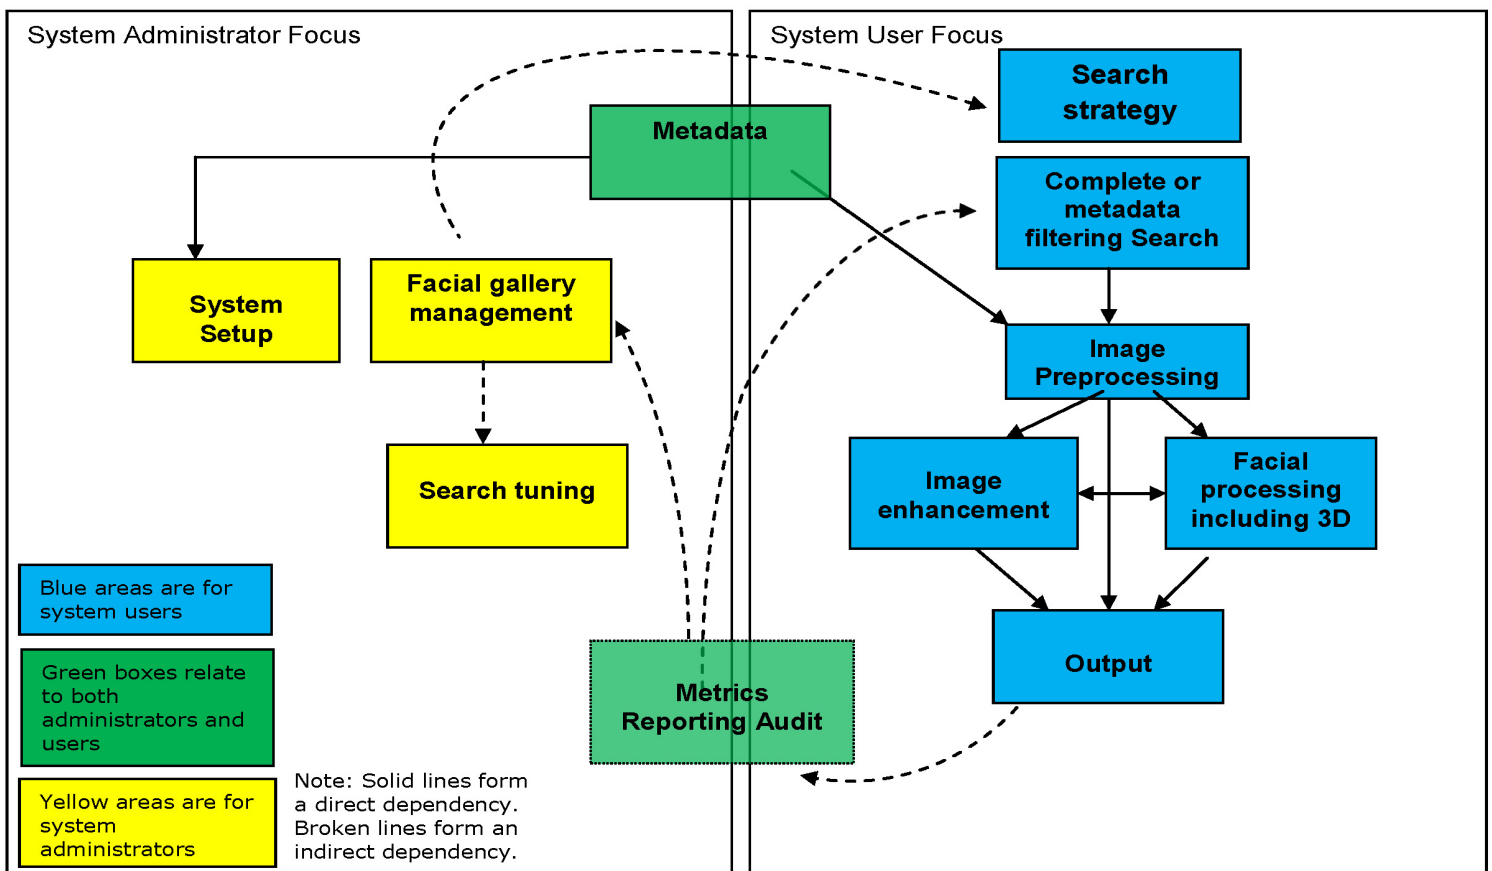 System Administrator Focus
System User Focus
Search
strategy
Metadata
Complete or
metadata
filtering Search
System
Setup
Facial gallery
management
Image
Preprocessing
Search tuning
Image
enhancement
Facial
processing
including 3D
Blue areas are for
system users
Green boxes relate
to both
administrators and
users
Metrics
Reporting Audit
Output
Yellow areas are for
system
administrators
Note: Solid lines form
a direct dependency.
Broken lines form an
indirect dependency.